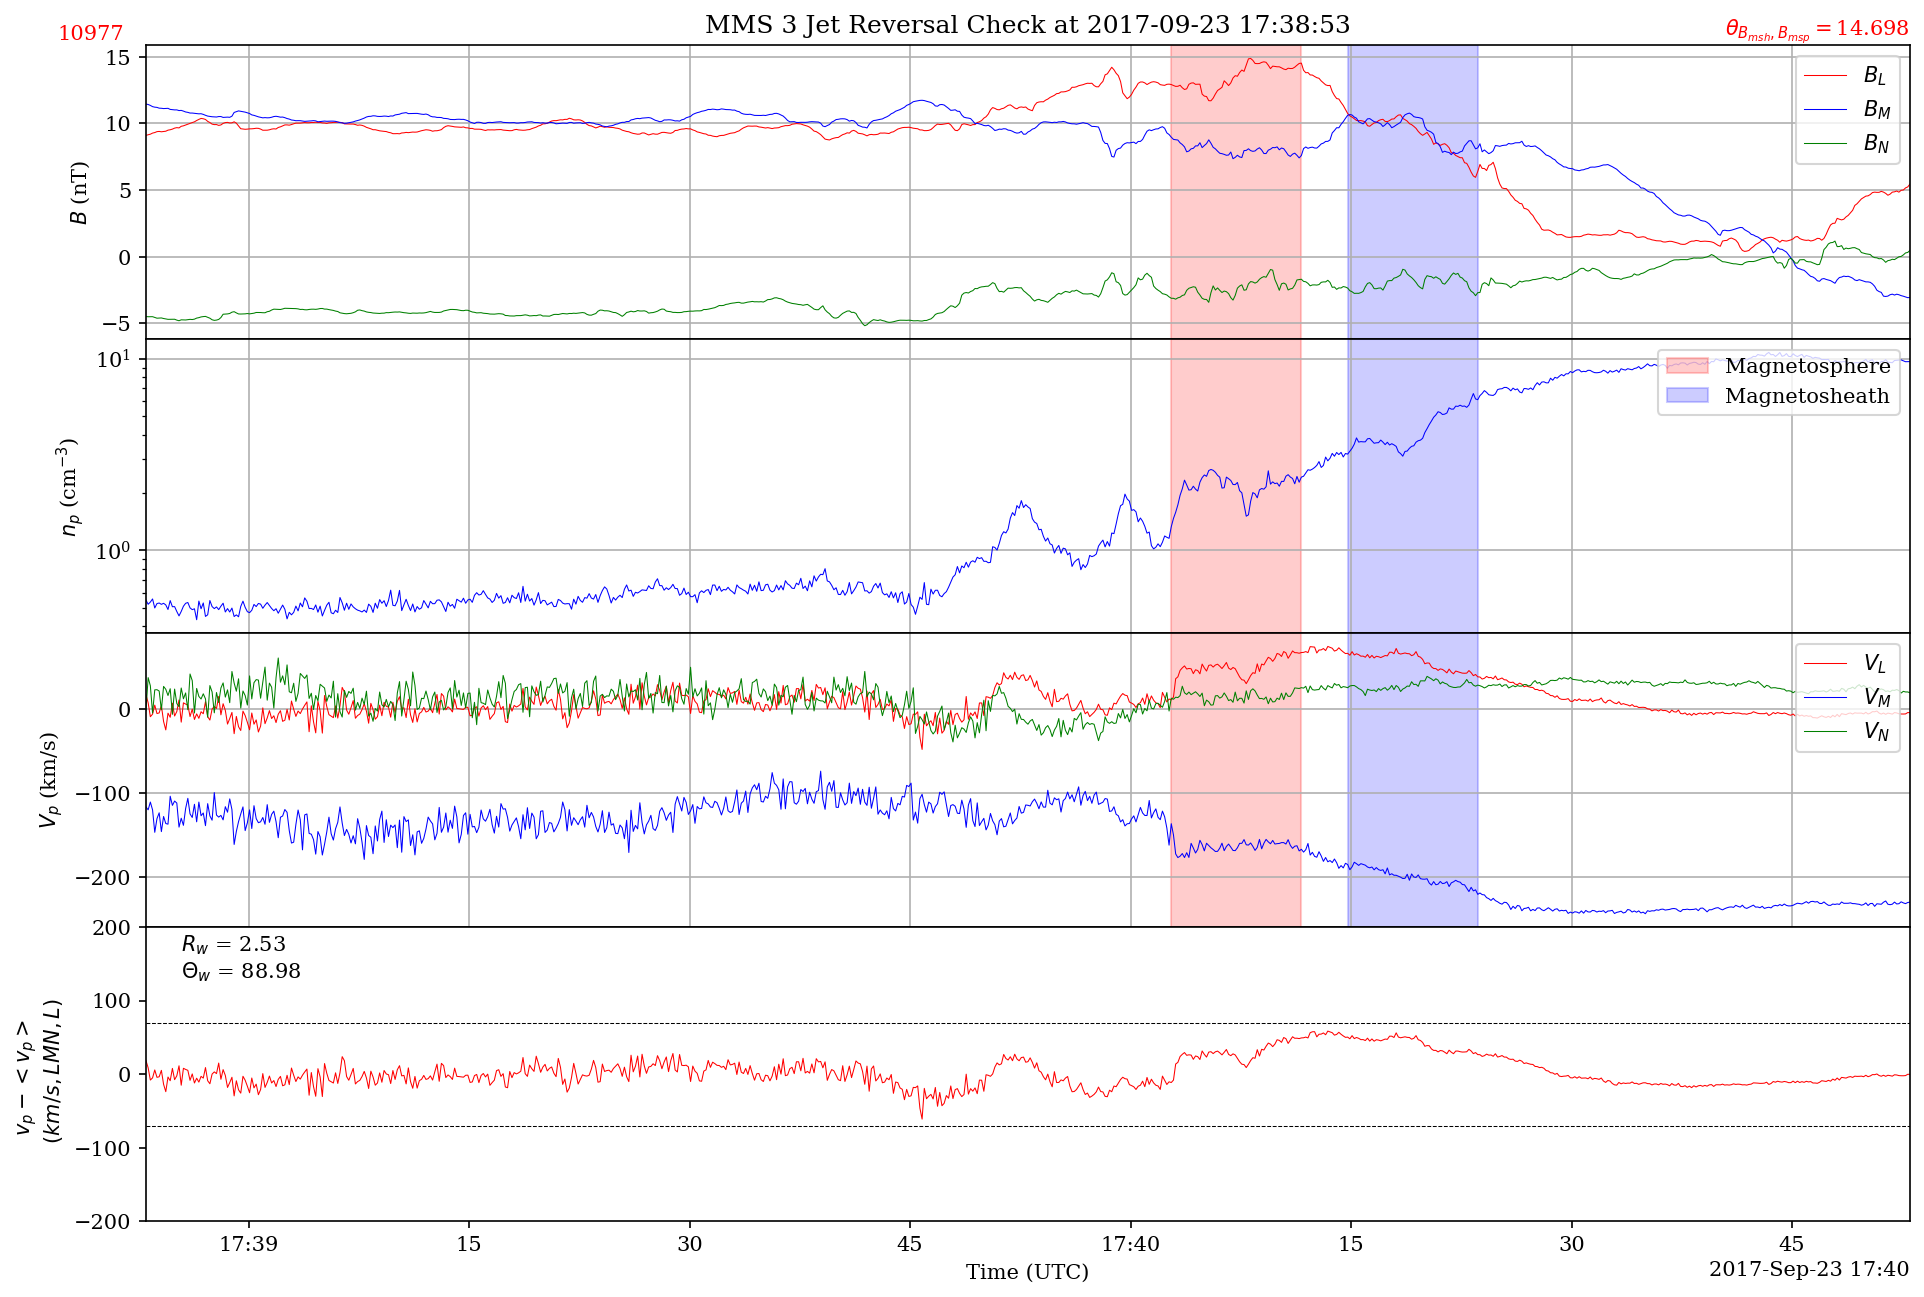 MMS 3 Jet Reversal Check at 2017-09-23 17:38:53
10977
θ_{B_{msh}, B_{msp}} = 14.698
15
10
5
0
−5
B (nT)
B_L
B_M
B_N
10^1
10^0
n_p (cm^{−3})
Magnetosphere
Magnetosheath
0
−100
−200
V_p (km/s)
V_L
V_M
V_N
200
100
0
−100
−200
v_p − < v_p >
(km/s, LMN, L)
R_w = 2.53
Θ_w = 88.98
17:39
15
30
45
17:40
15
30
45
Time (UTC)
2017-Sep-23 17:40